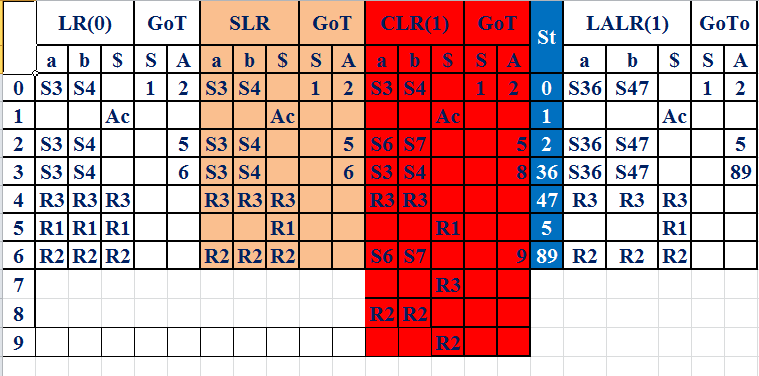 LR(0) GoT SLR GoT CLR(1) GoT St LALR(1) GoTo
a b $ S A a b $ S A a b $ S A a b $ S A
0 S3 S4 1 2 S3 S4 1 2 S3 S4 1 2 0 S36 S47 1 2
1 Ac Ac Ac 1 Ac
2 S3 S4 5 S3 S4 5 S6 S7 5 2 S36 S47 5
3 S3 S4 6 S3 S4 6 S3 S4 8 36 S36 S47 89
4 R3 R3 R3 R3 R3 R3 R3 R3 47 R3 R3 R3
5 R1 R1 R1 R1 R1 5 R1
6 R2 R2 R2 R2 R2 R2 S6 S7 9 89 R2 R2 R2
7 R3
8 R2 R2
9 R2